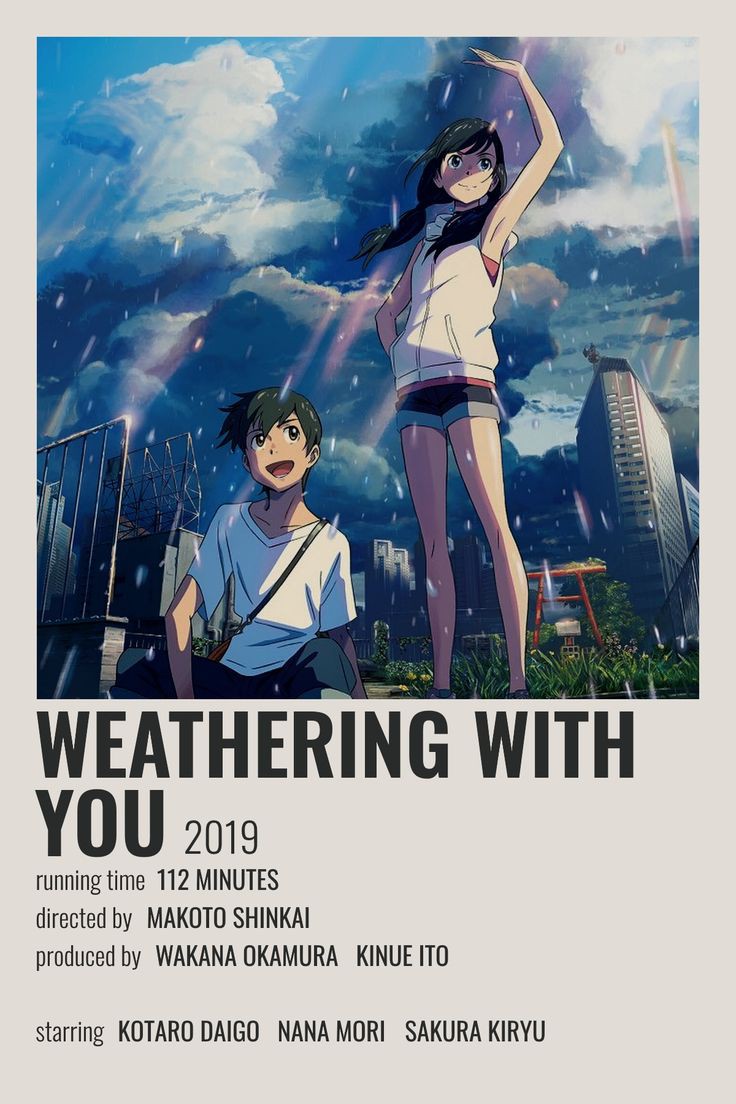 WEATHERING WITH
YOU 2019
running time 112 MINUTES
directed by MAKOTO SHINKAI
produced by WAKANA OKAMURA KINUE ITO
starring KOTARO DAIGO NANA MORI SAKURA KIRYU